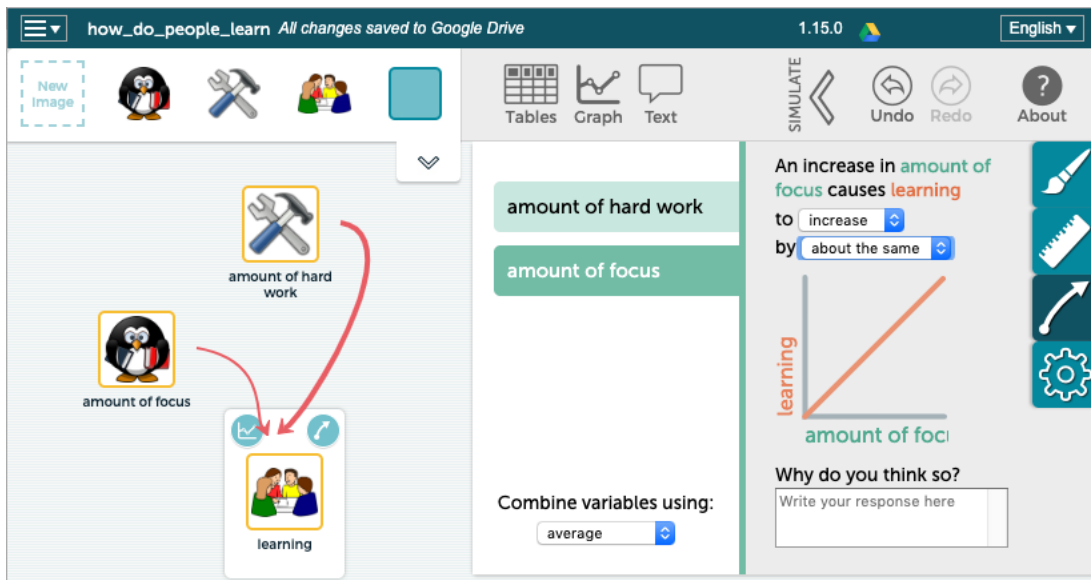 how_do_people_learn All changes saved to Google Drive
1.15.0
English
New
Image
Tables
Graph
Text
SIMULATE
Undo
Redo
?
About
amount of hard
work
amount of focus
learning
amount of hard work
amount of focus
Combine variables using:
average
An increase in amount of
focus causes learning
to increase
by about the same
learning
amount of foc
Why do you think so?
Write your response here